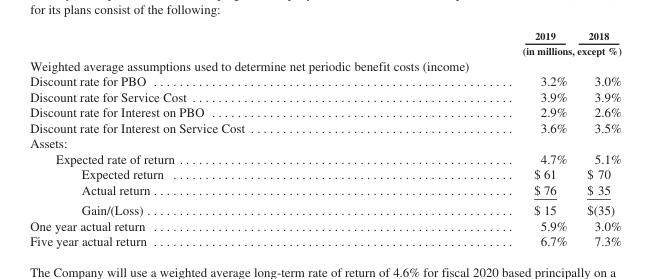 for its plans consist of the following:
2019 2018
(in millions, except %)
Weighted average assumptions used to determine net periodic benefit costs (income)
Discount rate for PBO 3.2% 3.0%
Discount rate for Service Cost 3.9% 3.9%
Discount rate for Interest on PBO 2.9% 2.6%
Discount rate for Interest on Service Cost 3.6% 3.5%
Assets:
Expected rate of return 4.7% 5.1%
Expected return $ 61 $ 70
Actual return $ 76 $ 35
Gain/(Loss) $ 15 $(35)
One year actual return 5.9% 3.0%
Five year actual return 6.7% 7.3%
The Company will use a weighted average long-term rate of return of 4.6% for fiscal 2020 based principally on a